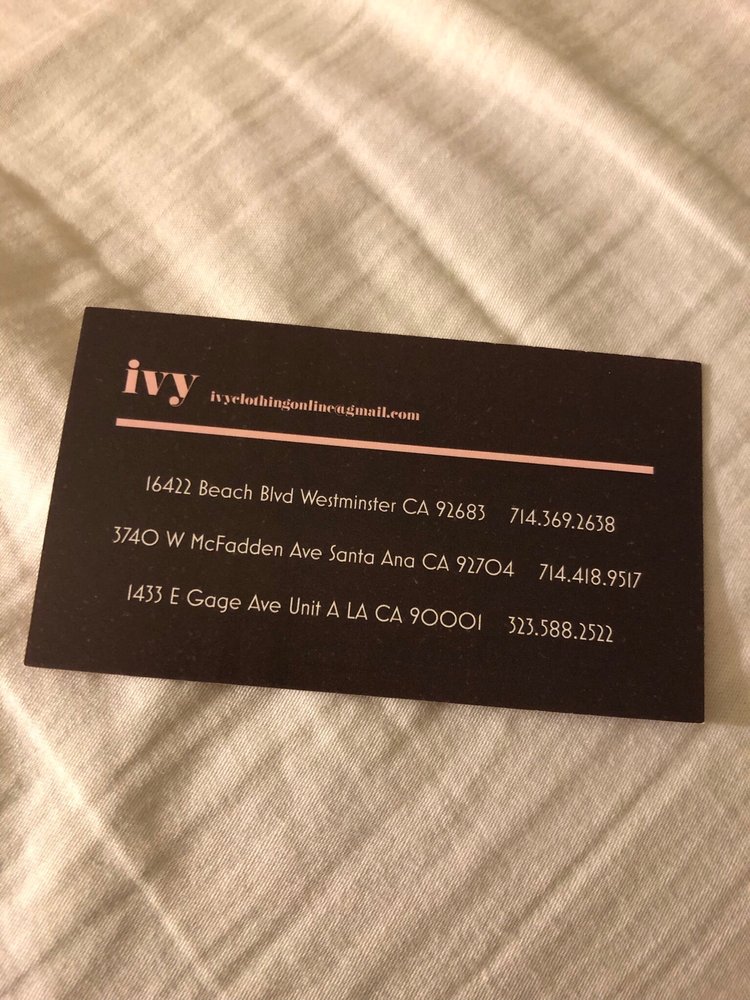 ivy ivyclothingonline@gmail.com
16422 Beach Blvd Westminster CA 92683 714.369.2638
3740 W McFadden Ave Santa Ana CA 92704 714.418.9517
1433 E Gage Ave Unit A LA CA 90001 323.588.2522